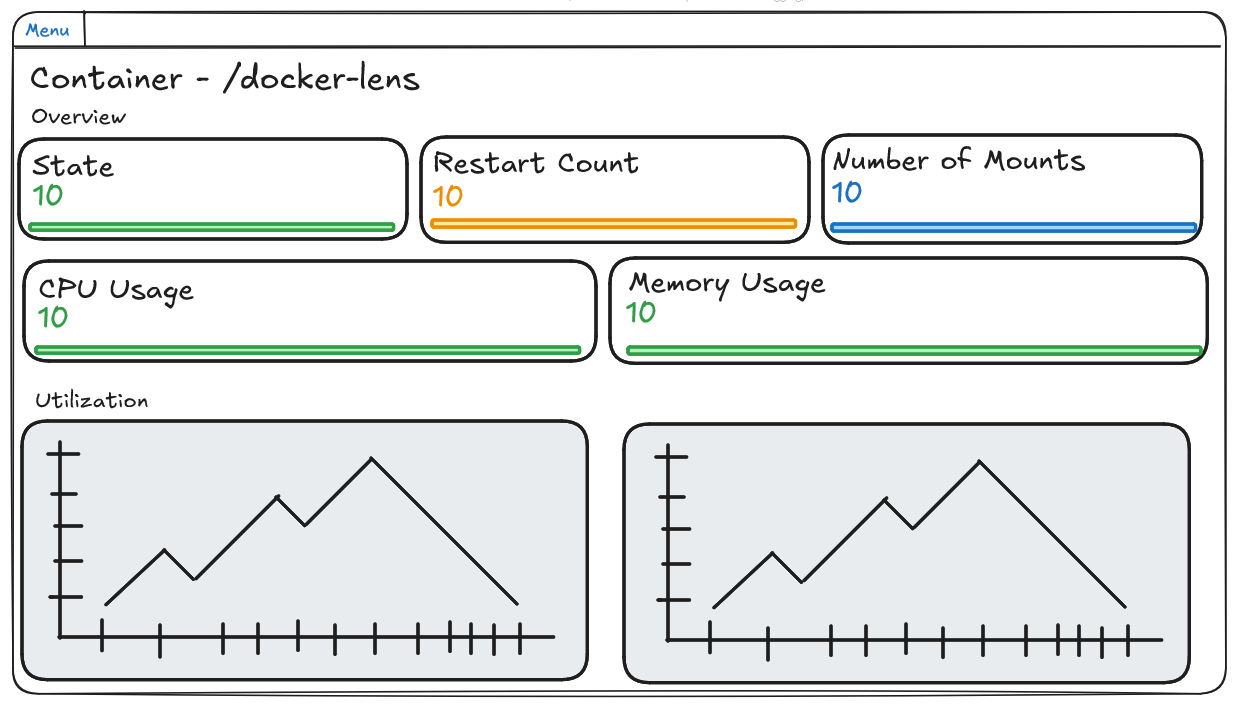 Menu
Container - /docker-lens
Overview
State
10
Restart Count
10
Number of Mounts
10
CPU Usage
10
Memory Usage
10
Utilization